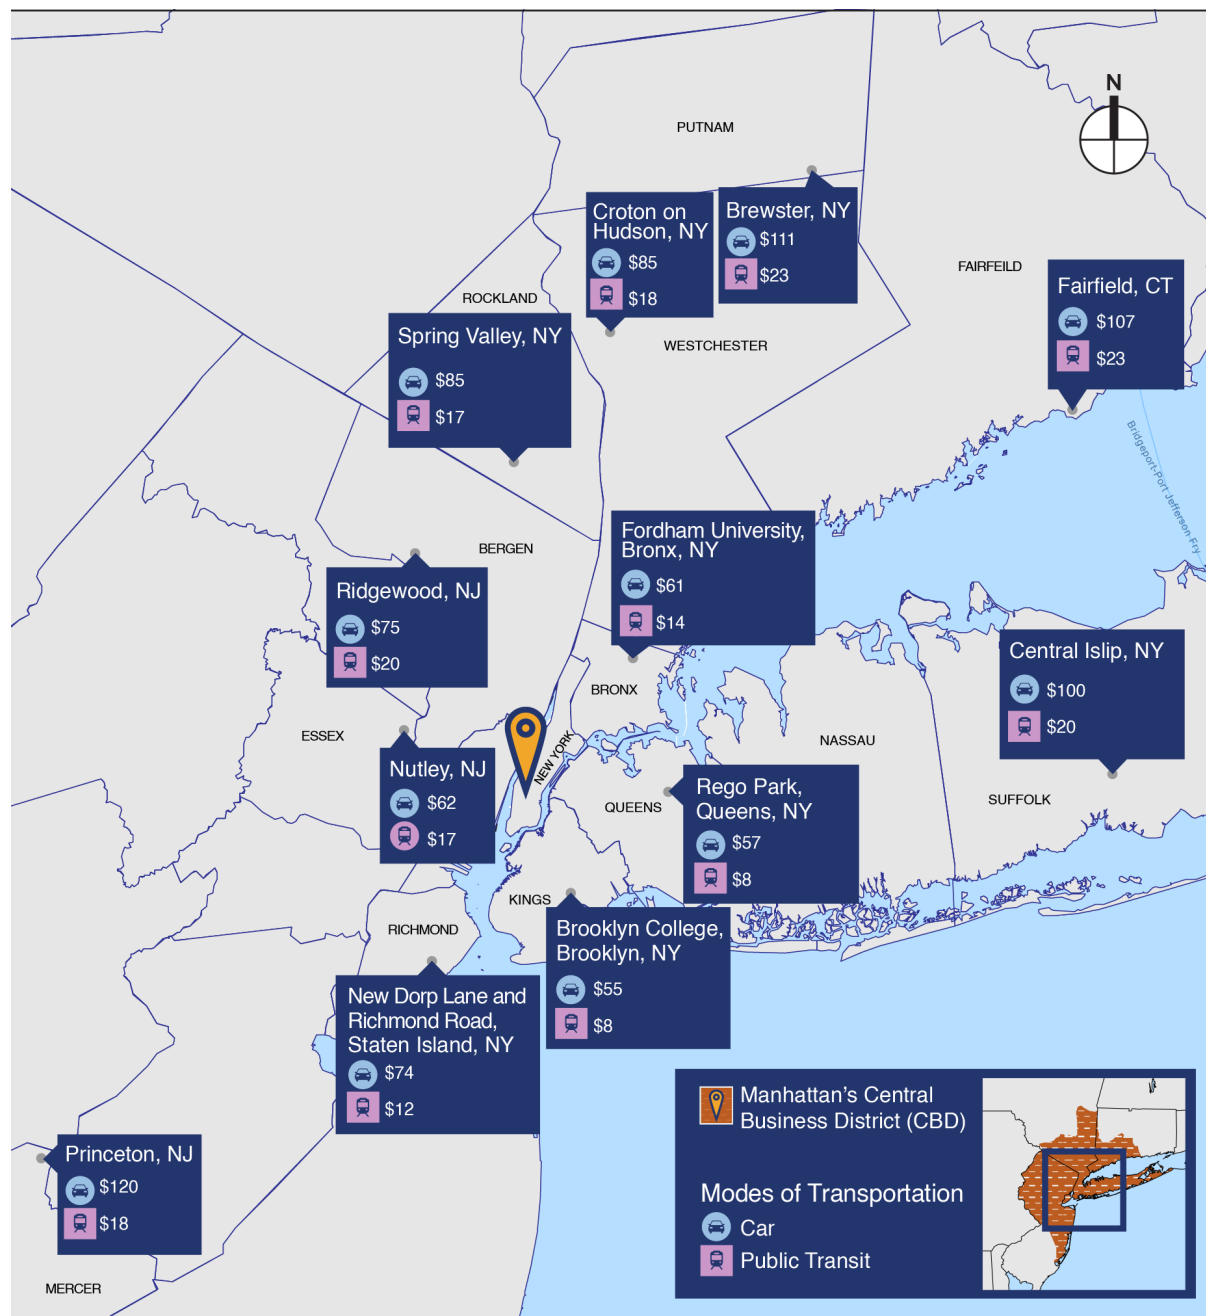 N
PUTNAM
Croton on
Hudson, NY
$85
$18
Brewster, NY
$111
$23
FAIRFEILD
Fairfield, CT
$107
$23
ROCKLAND
Spring Valley, NY
$85
$17
WESTCHESTER
Bridgeport-Port Jefferson Fry
Fordham University,
Bronx, NY
$61
$14
BERGEN
Ridgewood, NJ
$75
$20
Central Islip, NY
$100
$20
BRONX
ESSEX
NEW YORK
NASSAU
Nutley, NJ
$62
$17
Rego Park,
Queens, NY
$57
$8
QUEENS
SUFFOLK
KINGS
RICHMOND
Brooklyn College,
Brooklyn, NY
$55
$8
New Dorp Lane and
Richmond Road,
Staten Island, NY
$74
$12
Princeton, NJ
$120
$18
MERCER
Manhattan's Central
Business District (CBD)
Modes of Transportation
Car
Public Transit